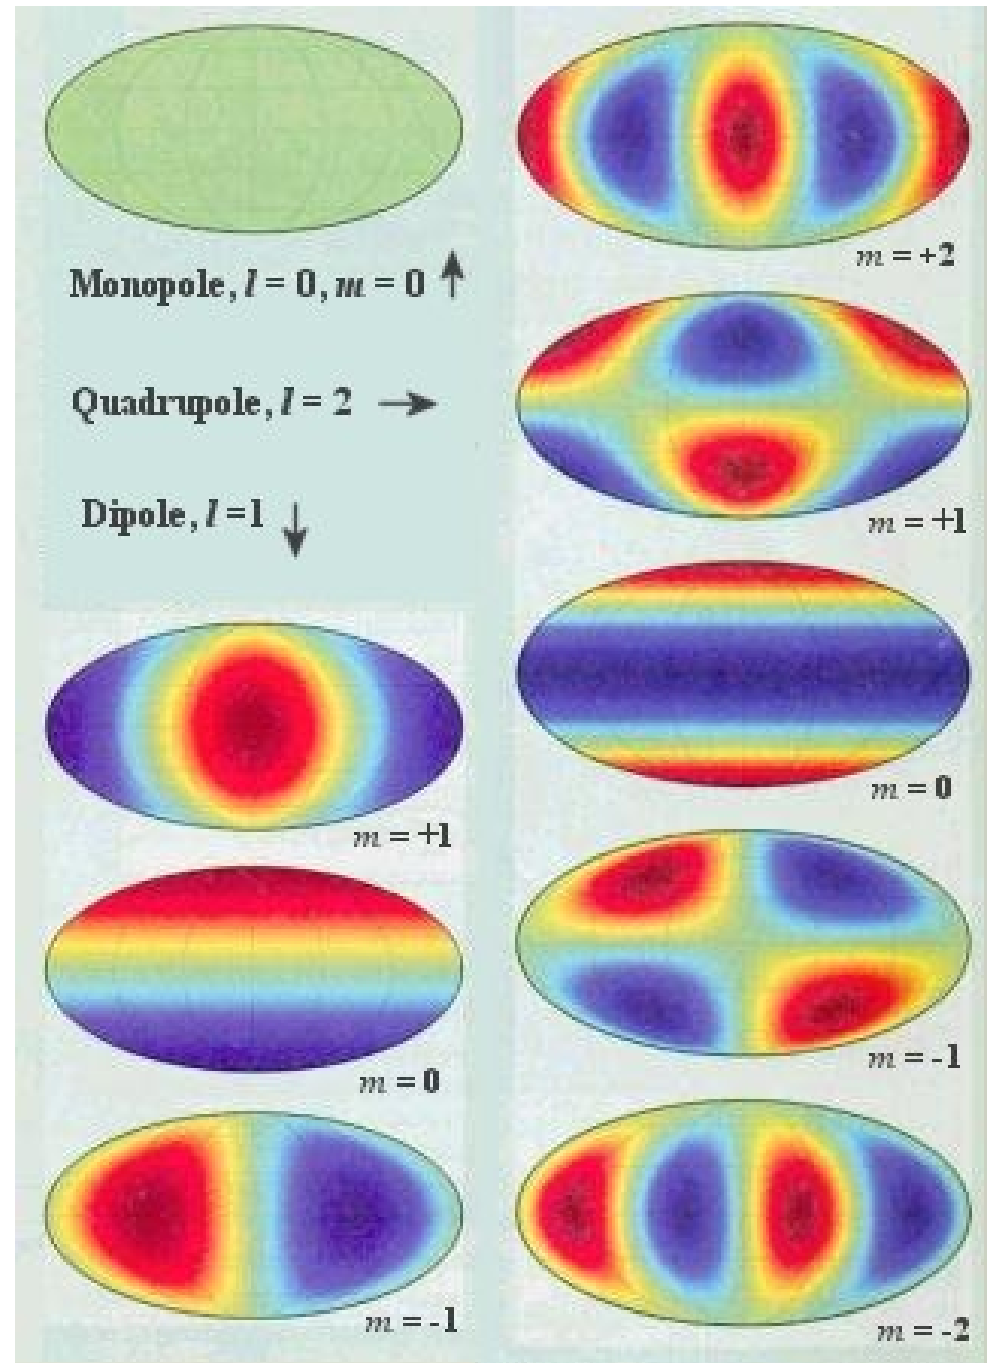 Monopole, l = 0, m = 0 ↑
Quadrupole, l = 2 →
Dipole, l =1 ↓
m = +1
m = 0
m = -1
m = +2
m = +1
m = 0
m = -1
m = -2